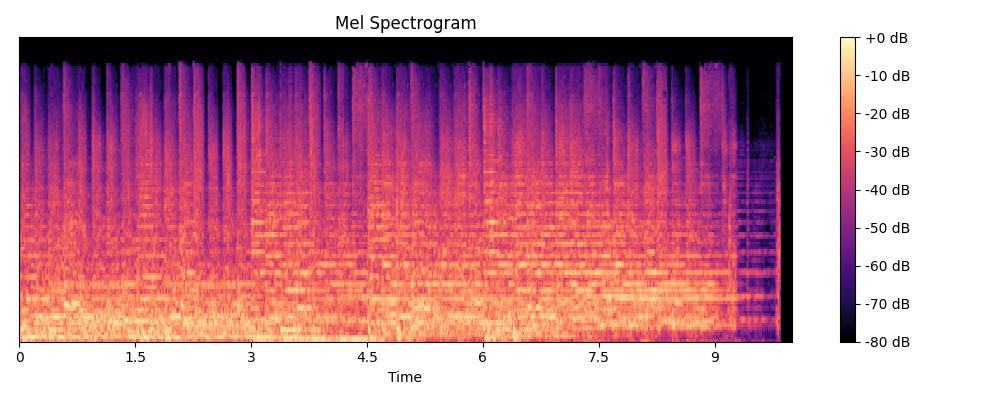 Mel Spectrogram
+0 dB
-10 dB
-20 dB
-30 dB
-40 dB
-50 dB
-60 dB
-70 dB
-80 dB
0 1.5 3 4.5 6 7.5 9
Time